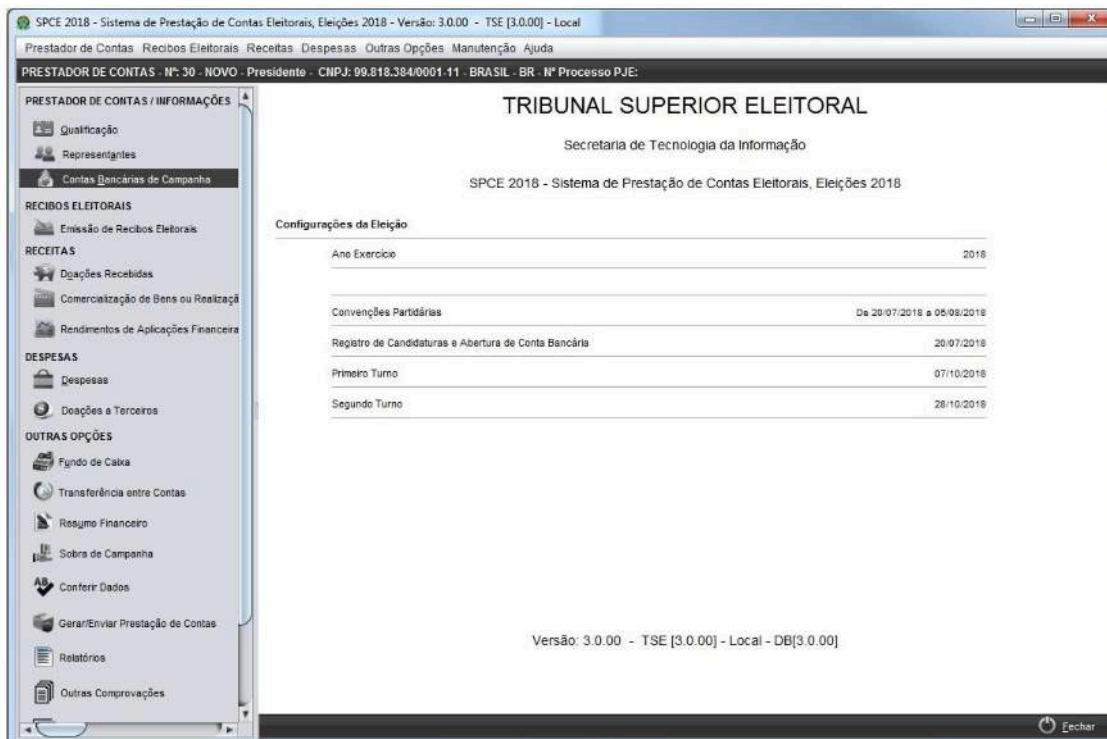 SPCE 2018 - Sistema de Prestação de Contas Eleitorais, Eleições 2018 - Versão: 3.0.00 - TSE [3.0.00] - Local
Prestador de Contas Recibos Eleitorais Receitas Despesas Outras Opções Manutenção Ajuda
PRESTADOR DE CONTAS - Nº: 30 - NOVO - Presidente - CNPJ: 99.818.384/0001-11 - BRASIL - BR - Nº Processo PJE:
PRESTADOR DE CONTAS / INFORMAÇÕES
Qualificação
Representantes
Contas Bancárias de Campanha
RECIBOS ELEITORAIS
Emissão de Recibos Eleitorais
RECEITAS
Doações Recebidas
Comercialização de Bens ou Realizaçã
Rendimentos de Aplicações Financeira
DESPESAS
Despesas
Doações a Terceiros
OUTRAS OPÇÕES
Fundo de Caixa
Transferência entre Contas
Resumo Financeiro
Sobra de Campanha
Conferir Dados
Gerar/Enviar Prestação de Contas
Relatórios
Outras Comprovações
TRIBUNAL SUPERIOR ELEITORAL
Secretaria de Tecnologia da Informação
SPCE 2018 - Sistema de Prestação de Contas Eleitorais, Eleições 2018
Configurações da Eleição
Ano Exercício 2018
Convenções Partidárias De 20/07/2018 a 05/08/2018
Registro de Candidaturas e Abertura de Conta Bancária 20/07/2018
Primeiro Turno 07/10/2018
Segundo Turno 28/10/2018
Versão: 3.0.00 - TSE [3.0.00] - Local - DB[3.0.00]
Fechar